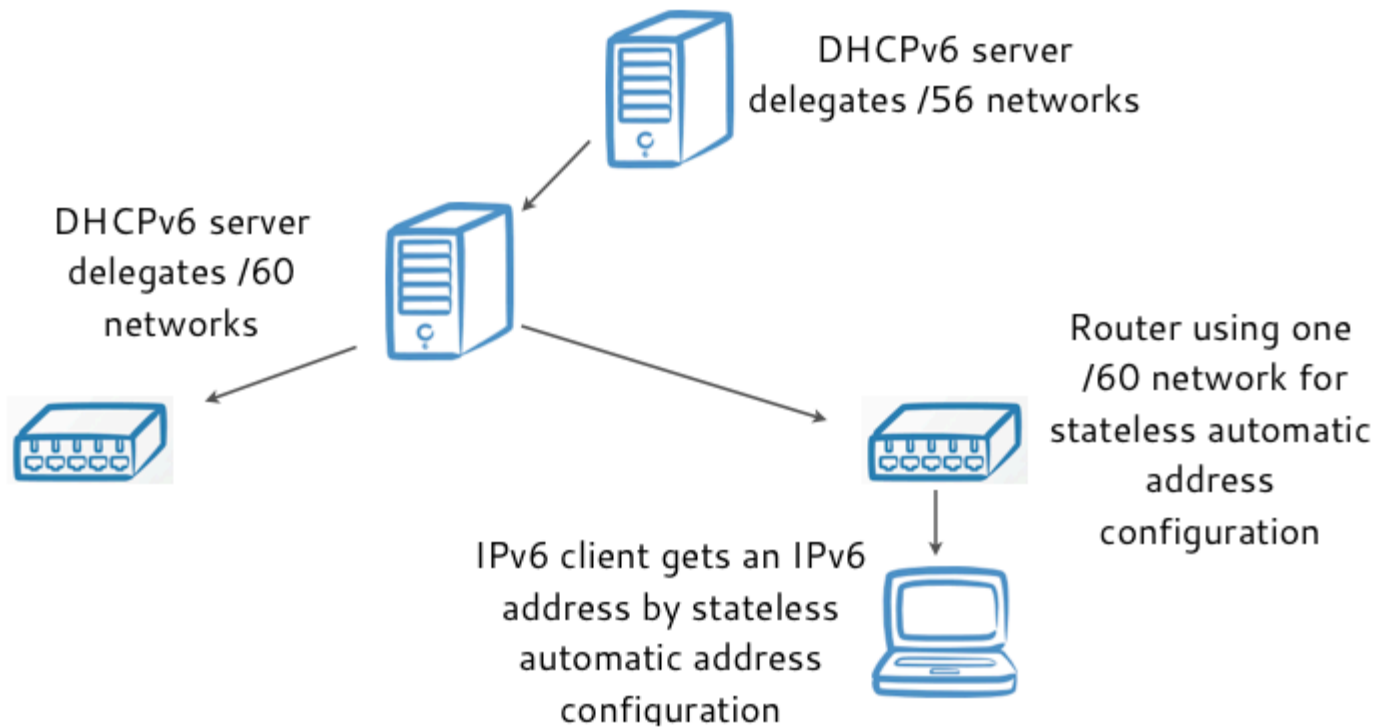 DHCPv6 server
delegates /56 networks
DHCPv6 server
delegates /60
networks
Router using one
/60 network for
stateless automatic
address
configuration
IPv6 client gets an IPv6
address by stateless
automatic address
configuration